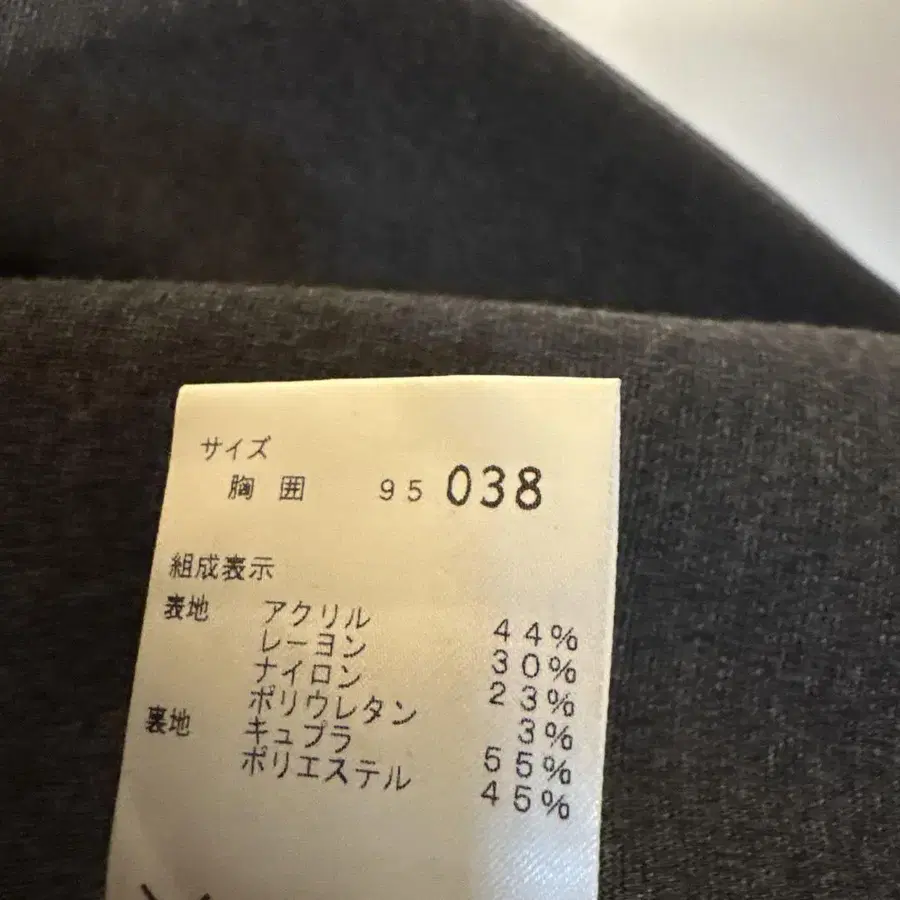 サイズ
胸囲 95 038
組成表示
表地 アクリル 44%
レーヨン 30%
ナイロン 23%
ポリウレタン 3%
裏地 キュプラ 55%
ポリエステル 45%